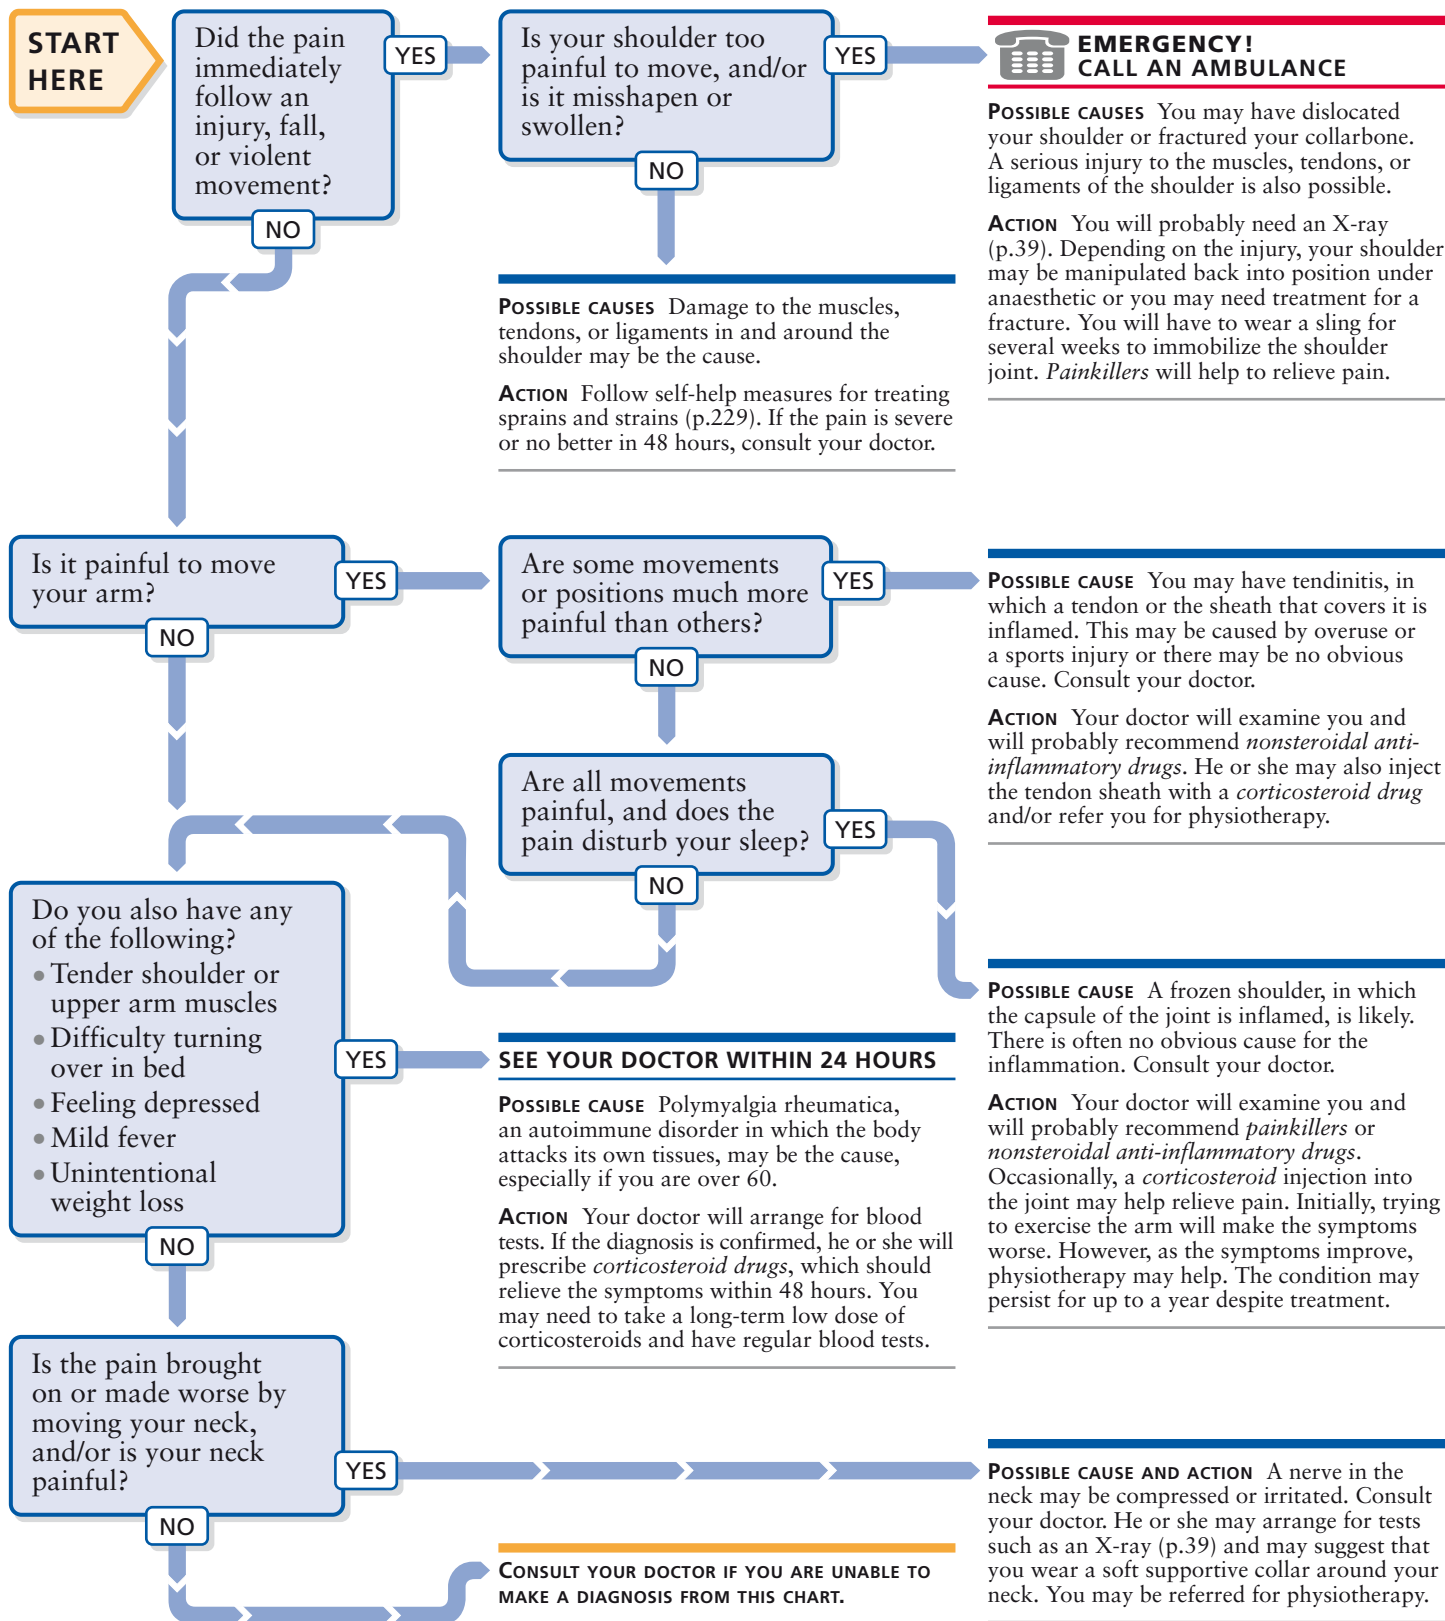 START
HERE
Did the pain
immediately
follow an
injury, fall,
or violent
movement?
YES
NO
Is your shoulder too
painful to move, and/or
is it misshapen or
swollen?
YES
NO
EMERGENCY!
CALL AN AMBULANCE
POSSIBLE CAUSES You may have dislocated
your shoulder or fractured your collarbone.
A serious injury to the muscles, tendons, or
ligaments of the shoulder is also possible.
ACTION You will probably need an X-ray
(p.39). Depending on the injury, your shoulder
may be manipulated back into position under
anaesthetic or you may need treatment for a
fracture. You will have to wear a sling for
several weeks to immobilize the shoulder
joint. Painkillers will help to relieve pain.
POSSIBLE CAUSES Damage to the muscles,
tendons, or ligaments in and around the
shoulder may be the cause.
ACTION Follow self-help measures for treating
sprains and strains (p.229). If the pain is severe
or no better in 48 hours, consult your doctor.
Is it painful to move
your arm?
YES
NO
Are some movements
or positions much more
painful than others?
YES
NO
POSSIBLE CAUSE You may have tendinitis, in
which a tendon or the sheath that covers it is
inflamed. This may be caused by overuse or
a sports injury or there may be no obvious
cause. Consult your doctor.
ACTION Your doctor will examine you and
will probably recommend nonsteroidal anti-
inflammatory drugs. He or she may also inject
the tendon sheath with a corticosteroid drug
and/or refer you for physiotherapy.
Are all movements
painful, and does the
pain disturb your sleep?
YES
NO
POSSIBLE CAUSE A frozen shoulder, in which
the capsule of the joint is inflamed, is likely.
There is often no obvious cause for the
inflammation. Consult your doctor.
ACTION Your doctor will examine you and
will probably recommend painkillers or
nonsteroidal anti-inflammatory drugs.
Occasionally, a corticosteroid injection into
the joint may help relieve pain. Initially, trying
to exercise the arm will make the symptoms
worse. However, as the symptoms improve,
physiotherapy may help. The condition may
persist for up to a year despite treatment.
Do you also have any
of the following?
• Tender shoulder or
upper arm muscles
• Difficulty turning
over in bed
• Feeling depressed
• Mild fever
• Unintentional
weight loss
YES
NO
SEE YOUR DOCTOR WITHIN 24 HOURS
POSSIBLE CAUSE Polymyalgia rheumatica,
an autoimmune disorder in which the body
attacks its own tissues, may be the cause,
especially if you are over 60.
ACTION Your doctor will arrange for blood
tests. If the diagnosis is confirmed, he or she will
prescribe corticosteroid drugs, which should
relieve the symptoms within 48 hours. You
may need to take a long-term low dose of
corticosteroids and have regular blood tests.
Is the pain brought
on or made worse by
moving your neck,
and/or is your neck
painful?
YES
NO
POSSIBLE CAUSE AND ACTION A nerve in the
neck may be compressed or irritated. Consult
your doctor. He or she may arrange for tests
such as an X-ray (p.39) and may suggest that
you wear a soft supportive collar around your
neck. You may be referred for physiotherapy.
CONSULT YOUR DOCTOR IF YOU ARE UNABLE TO
MAKE A DIAGNOSIS FROM THIS CHART.